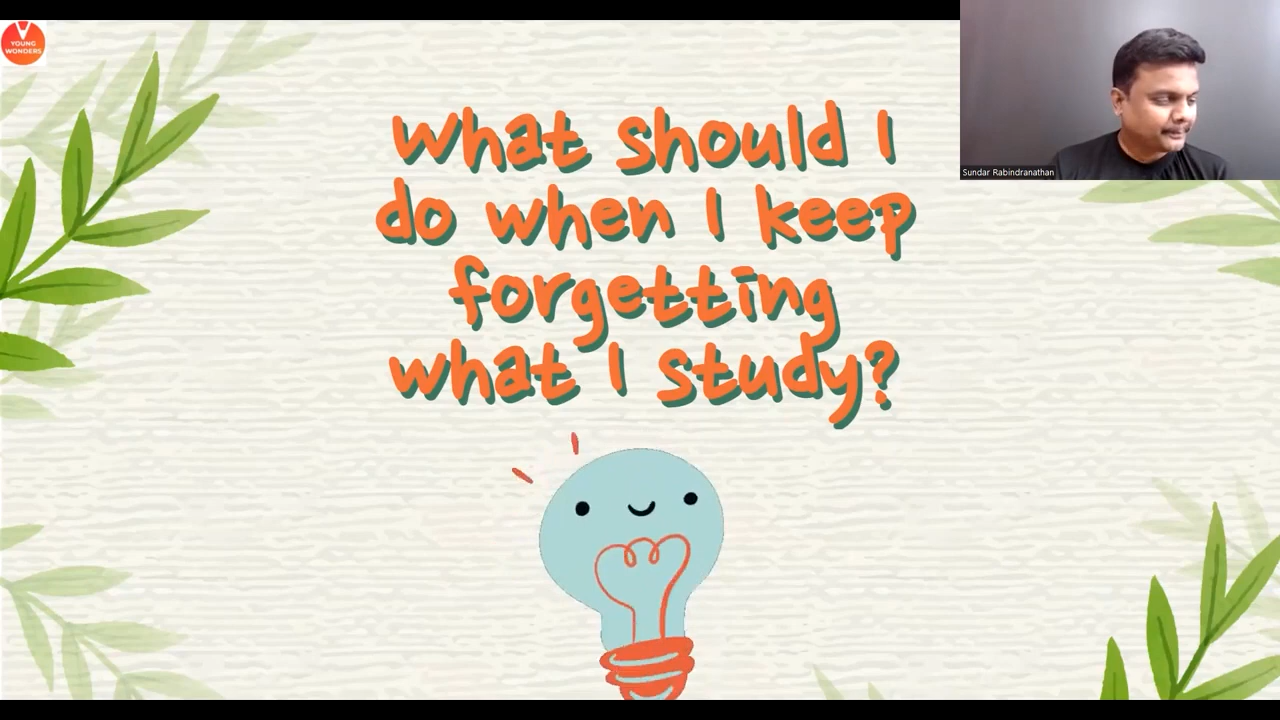 YOUNG
WONDERS
What should I
do when I keep
forgetting
what I study?
Sundar Rabindranathan